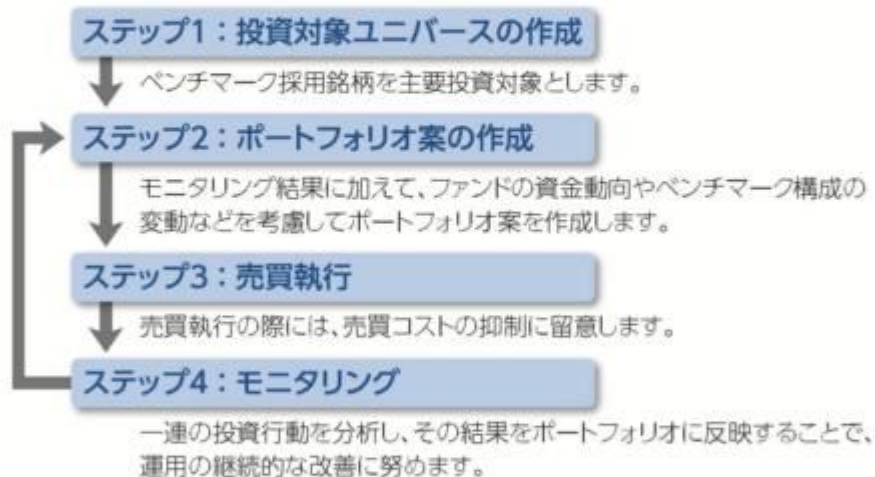 ステップ1：投資対象ユニバースの作成
ベンチマーク採用銘柄を主要投資対象とします。
ステップ2：ポートフォリオ案の作成
モニタリング結果に加えて、ファンドの資金動向やベンチマーク構成の
変動などを考慮してポートフォリオ案を作成します。
ステップ3：売買執行
売買執行の際には、売買コストの抑制に留意します。
ステップ4：モニタリング
一連の投資行動を分析し、その結果をポートフォリオに反映することで、
運用の継続的な改善に努めます。